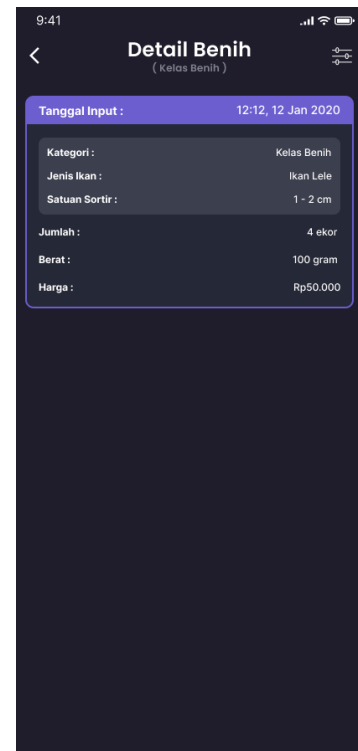 9:41
Detail Benih
( Kelas Benih )
Tanggal Input : 12:12, 12 Jan 2020
Kategori : Kelas Benih
Jenis Ikan : Ikan Lele
Satuan Sortir : 1 - 2 cm
Jumlah : 4 ekor
Berat : 100 gram
Harga : Rp50.000